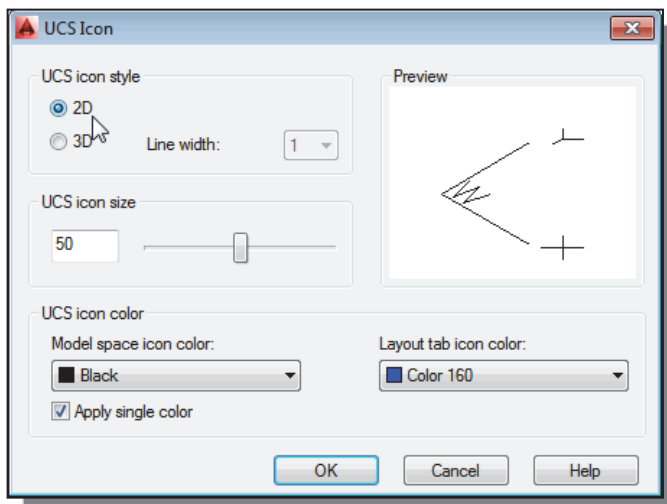 UCS Icon
UCS icon style
2D
3D Line width: 1
Preview
UCS icon size
50
UCS icon color
Model space icon color:
Black
Apply single color
Layout tab icon color:
Color 160
OK Cancel Help